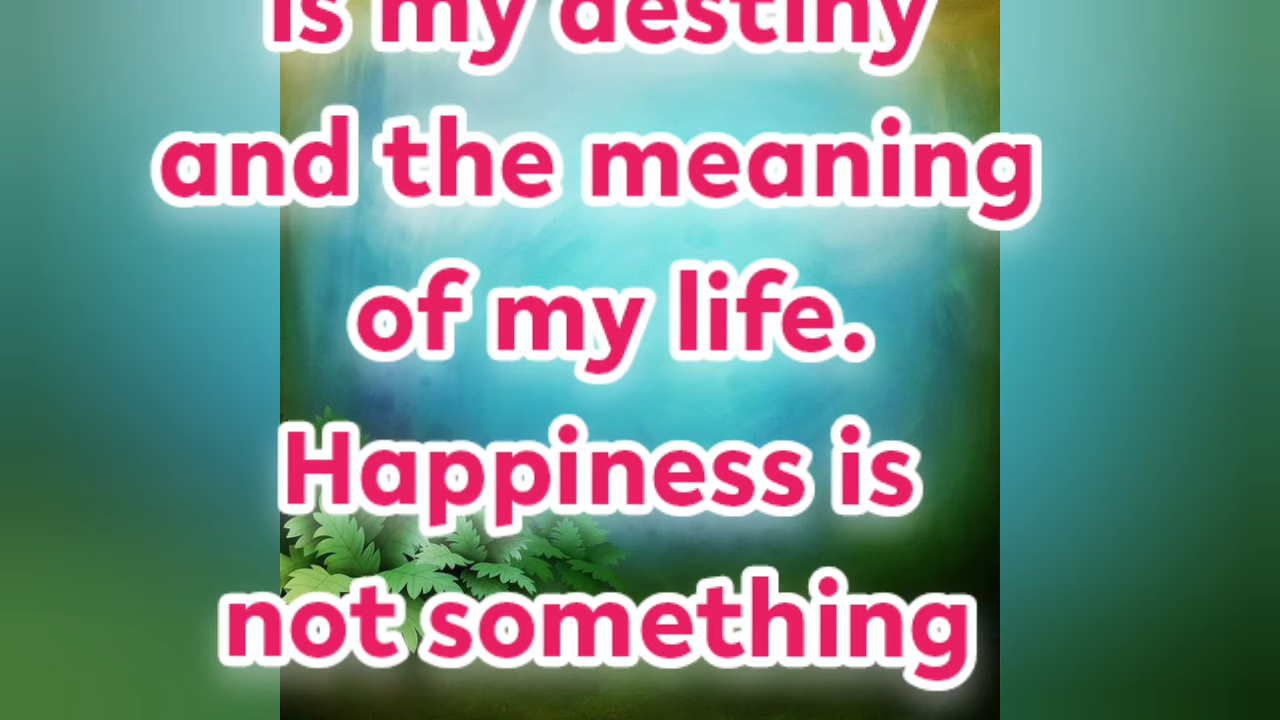 is my destiny
and the meaning
of my life.
Happiness is
not something